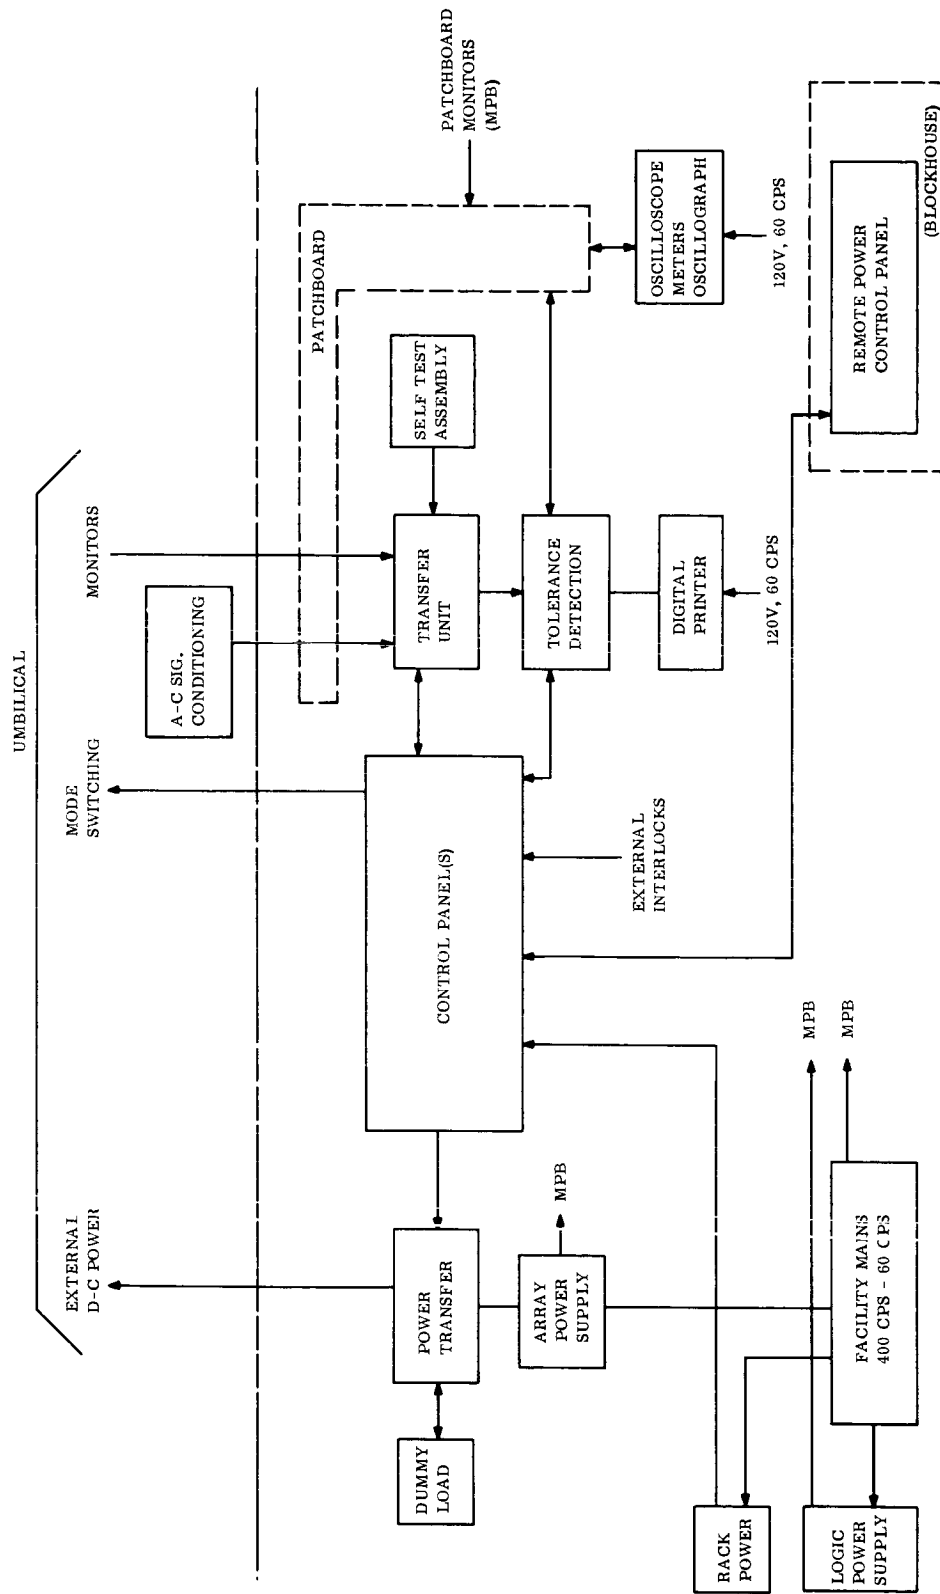 UMBILICAL
EXTERNAI
D-C POWER
MODE
SWITCHING
MONITORS
A-C SIG.
CONDITIONING
PATCHBOARD
PATCHBOARD
MONITORS
(MPB)
DUMMY
LOAD
POWER
TRANSFER
CONTROL PANEL(S)
TRANSFER
UNIT
SELF TEST
ASSEMBLY
ARRAY
POWER
SUPPLY
MPB
TOLERANCE
DETECTION
EXTERNAL
INTERLOCKS
DIGITAL
PRINTER
120V, 60 CPS
OSCILLOSCOPE
METERS
OSCILLOGRAPH
120V, 60 CPS
RACK
POWER
LOGIC
POWER
SUPPLY
FACILITY MAINS
400 CPS - 60 CPS
MPB
MPB
REMOTE POWER
CONTROL PANEL
(BLOCKHOUSE)